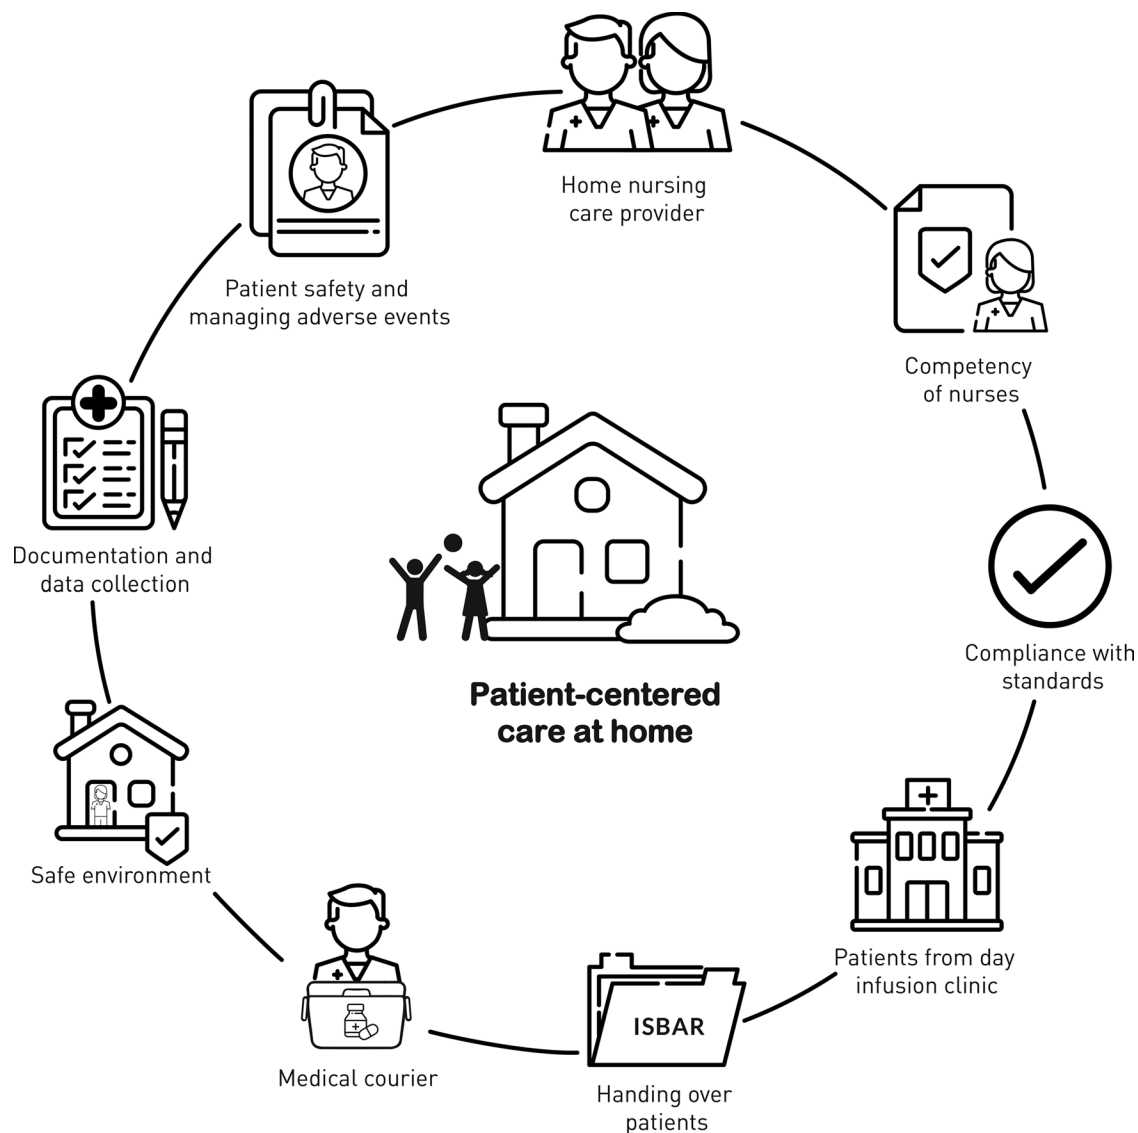 Home nursing
care provider
Competency
of nurses
Compliance with
standards
Patients from day
infusion clinic
ISBAR
Handing over
patients
Medical courier
Safe environment
Documentation and
data collection
Patient safety and
managing adverse events
Patient-centered
care at home